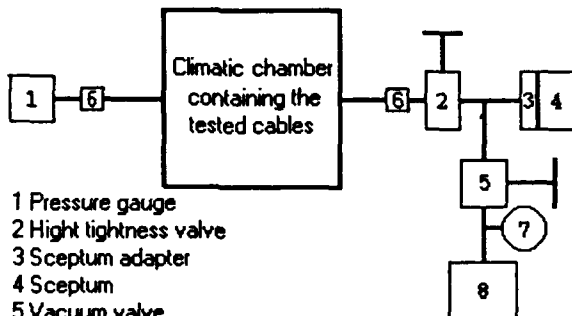 Climatic chamber
containing the
tested cables
1
6
6
2
3
4
5
7
8
1 Pressure gauge
2 Hight tightness valve
3 Sceptum adapter
4 Sceptum
5 Vacuum valve